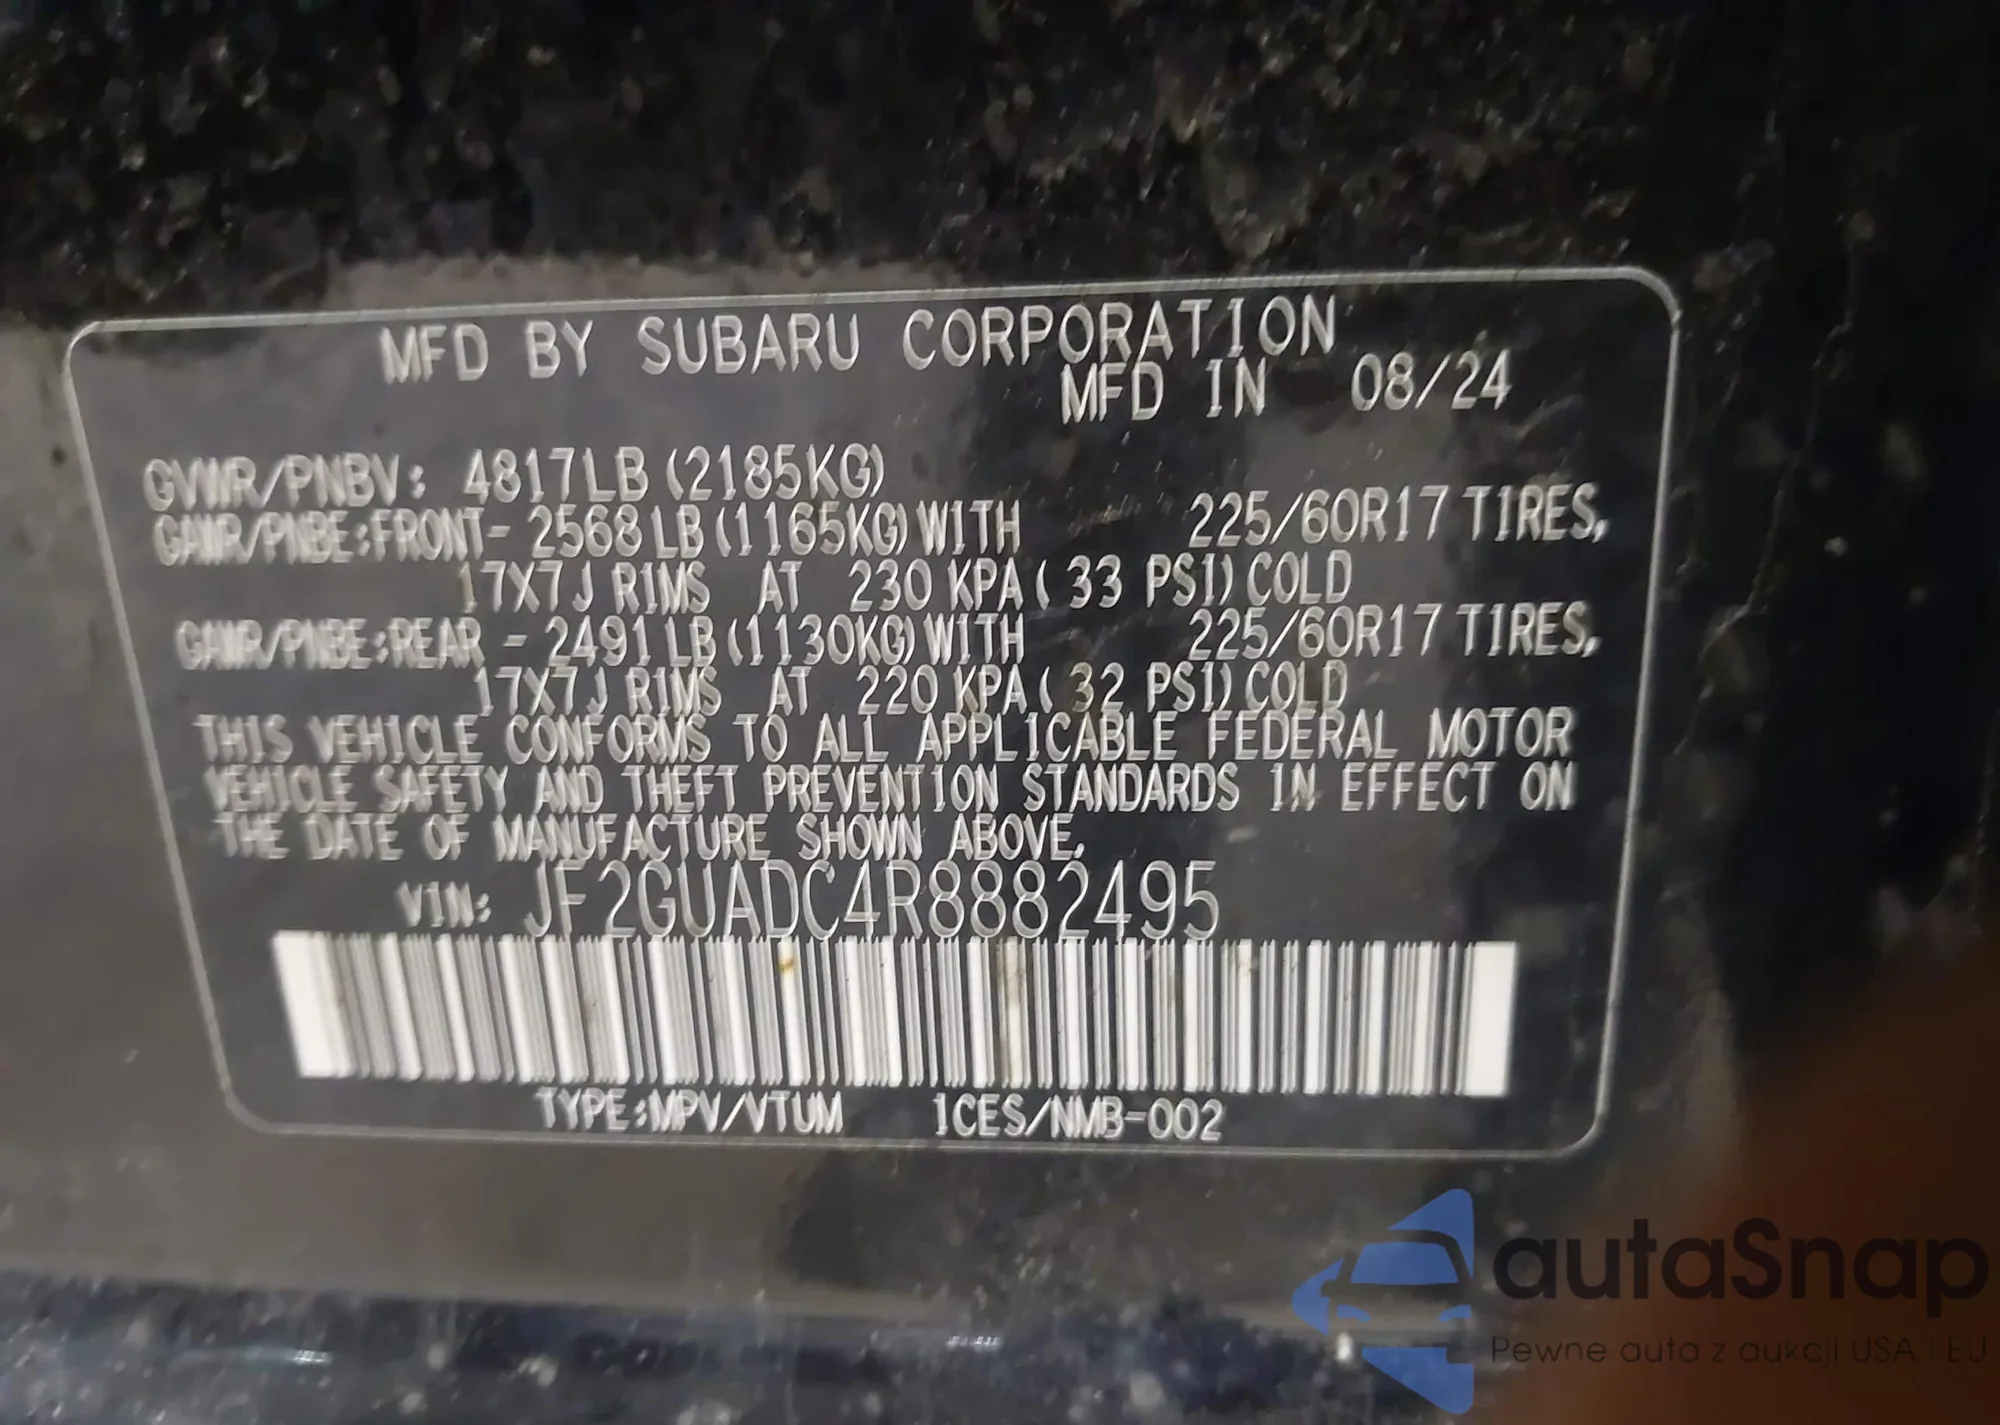 MFD BY SUBARU CORPORATION
MFD IN 08/24
GVWR/PNBV: 4817LB (2185KG)
GAWR/PNBE:FRONT- 2568LB (1165KG) WITH 225/60R17 TIRES,
17X7J RIMS AT 230 KPA ( 33 PSI) COLD
GAWR/PNBE:REAR - 2491LB (1130KG) WITH 225/60R17 TIRES,
17X7J RIMS AT 220 KPA ( 32 PSI) COLD
THIS VEHICLE CONFORMS TO ALL APPLICABLE FEDERAL MOTOR
VEHICLE SAFETY AND THEFT PREVENTION STANDARDS IN EFFECT ON
THE DATE OF MANUFACTURE SHOWN ABOVE.
VIN: JF2GUADC4R8882495
TYPE:MPV/VTUM ICES/NMB-002
autaSnap
Pewne auta z aukcji USA i EU